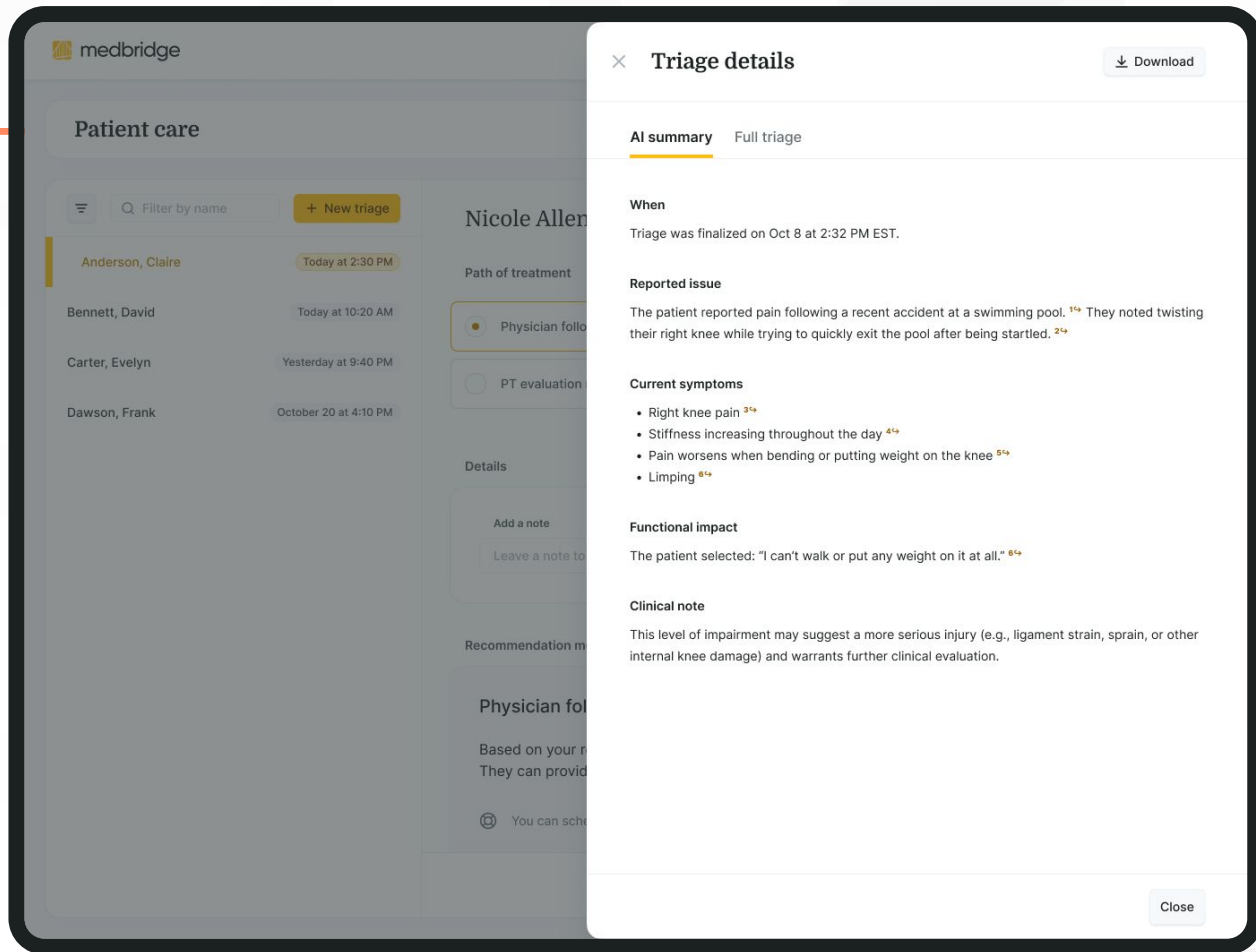 medbridge
Patient care
Filter by name
+ New triage
Anderson, Claire
Today at 2:30 PM
Bennett, David
Today at 10:20 AM
Carter, Evelyn
Yesterday at 9:40 PM
Dawson, Frank
October 20 at 4:10 PM
Nicole Allen
Path of treatment
Physician follo
PT evaluation
Details
Add a note
Leave a note to
Recommendation m
Physician fol
Based on your r
They can provid
You can sche
Triage details
Download
AI summary
Full triage
When
Triage was finalized on Oct 8 at 2:32 PM EST.
Reported issue
The patient reported pain following a recent accident at a swimming pool. 1↪ They noted twisting
their right knee while trying to quickly exit the pool after being startled. 2↪
Current symptoms
• Right knee pain 3↪
• Stiffness increasing throughout the day 4↪
• Pain worsens when bending or putting weight on the knee 5↪
• Limping 6↪
Functional impact
The patient selected: “I can’t walk or put any weight on it at all.” 6↪
Clinical note
This level of impairment may suggest a more serious injury (e.g., ligament strain, sprain, or other
internal knee damage) and warrants further clinical evaluation.
Close